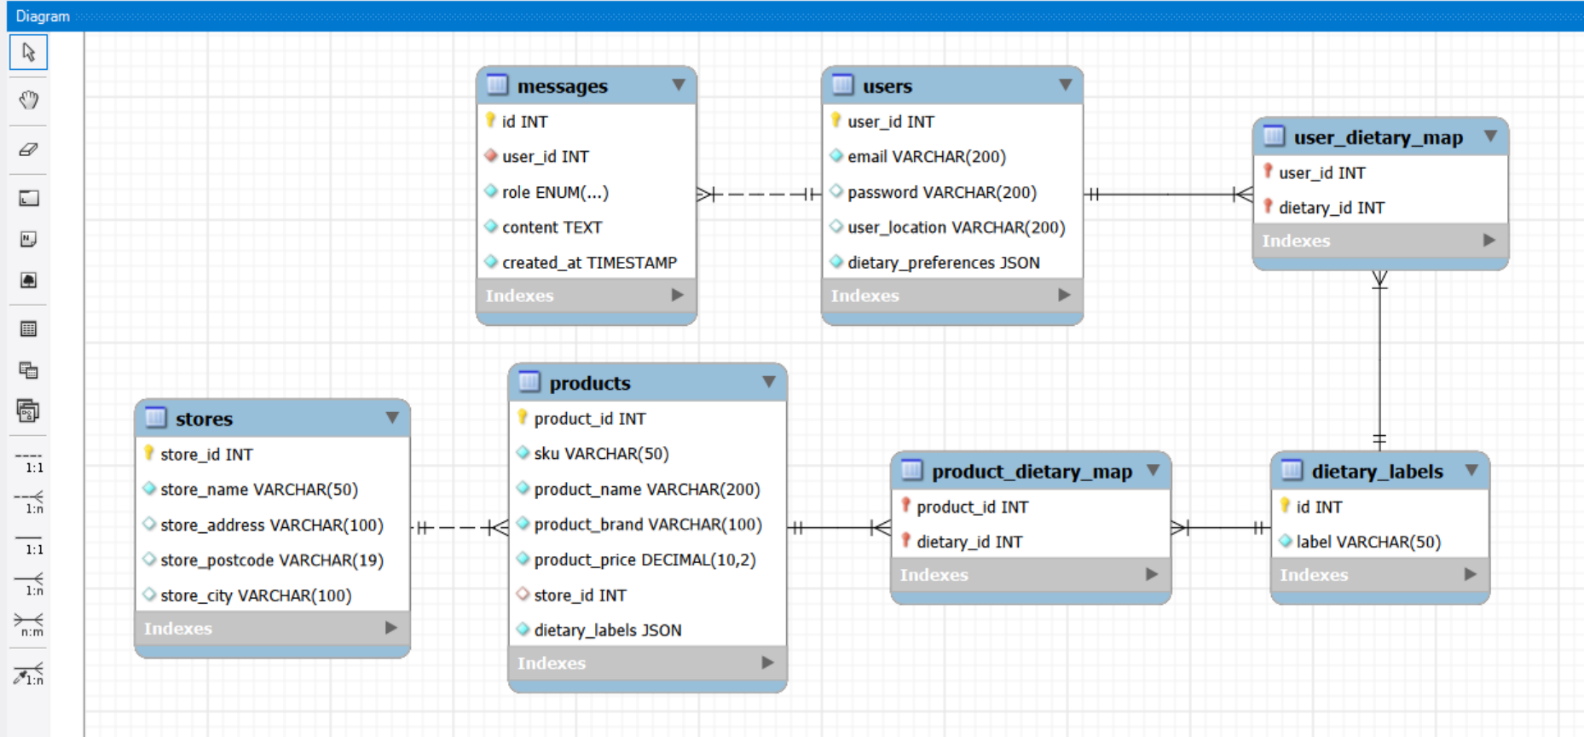 Diagram
messages
id INT
user_id INT
role ENUM(...)
content TEXT
created_at TIMESTAMP
Indexes
users
user_id INT
email VARCHAR(200)
password VARCHAR(200)
user_location VARCHAR(200)
dietary_preferences JSON
Indexes
user_dietary_map
user_id INT
dietary_id INT
Indexes
stores
store_id INT
store_name VARCHAR(50)
store_address VARCHAR(100)
store_postcode VARCHAR(19)
store_city VARCHAR(100)
Indexes
products
product_id INT
sku VARCHAR(50)
product_name VARCHAR(200)
product_brand VARCHAR(100)
product_price DECIMAL(10,2)
store_id INT
dietary_labels JSON
Indexes
product_dietary_map
product_id INT
dietary_id INT
Indexes
dietary_labels
id INT
label VARCHAR(50)
Indexes
1:1
1:n
1:1
1:n
n:m
1:n